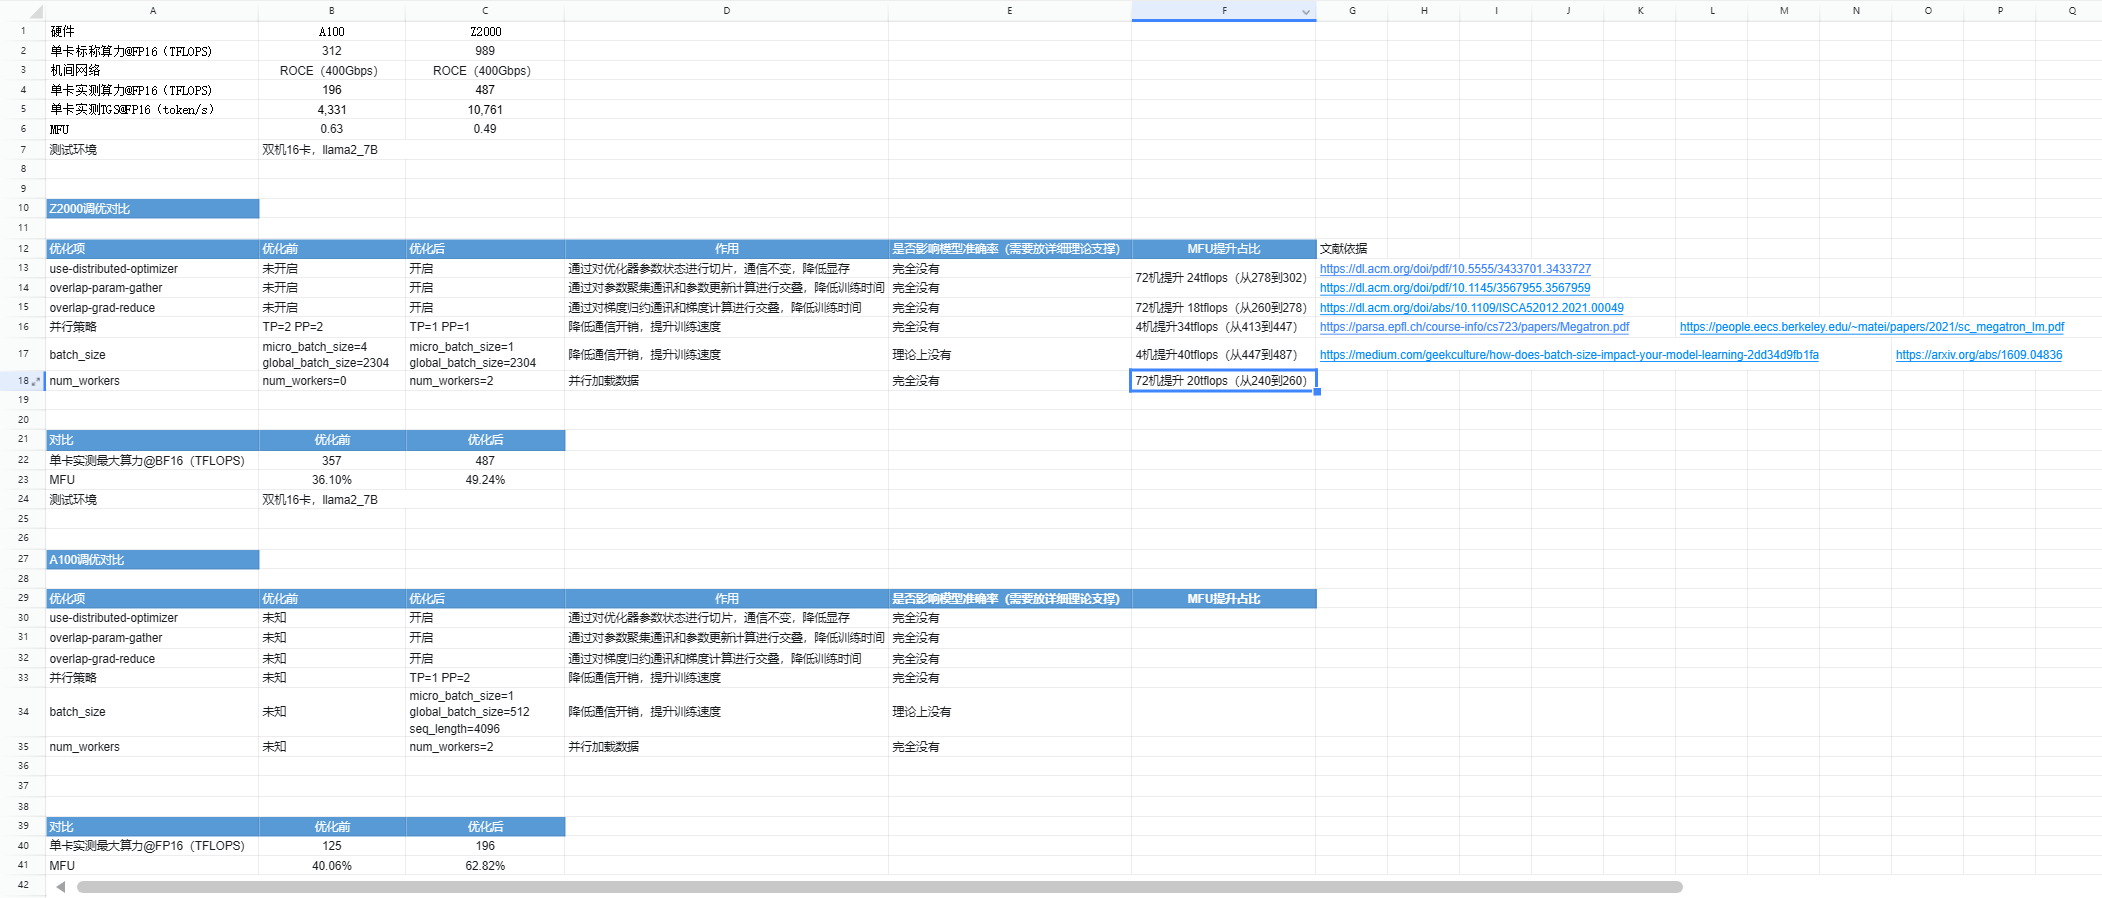 A B C D E F G H I J K L M N O P Q
1 硬件 A100 Z2000
2 单卡标称算力@FP16（TFLOPS） 312 989
3 机间网络 ROCE（400Gbps） ROCE（400Gbps）
4 单卡实测算力@FP16（TFLOPS） 196 487
5 单卡实测TGS@FP16（token/s） 4,331 10,761
6 MFU 0.63 0.49
7 测试环境 双机16卡，llama2_7B
8
9
10 Z2000调优对比
11
12 优化项 优化前 优化后 作用 是否影响模型准确率（需要放详细理论支撑） MFU提升占比 文献依据
13 use-distributed-optimizer 未开启 开启 通过对优化器参数状态进行切片，通信不变，降低显存 完全没有 72机提升 24tflops（从278到302） https://dl.acm.org/doi/pdf/10.5555/3433701.3433727
14 overlap-param-gather 未开启 开启 通过对参数聚集通讯和参数更新计算进行交叠，降低训练时间 完全没有 https://dl.acm.org/doi/pdf/10.1145/3567955.3567959
15 overlap-grad-reduce 未开启 开启 通过对梯度归约通讯和梯度计算进行交叠，降低训练时间 完全没有 72机提升 18tflops（从260到278） https://dl.acm.org/doi/abs/10.1109/ISCA52012.2021.00049
16 并行策略 TP=2 PP=2 TP=1 PP=1 降低通信开销，提升训练速度 完全没有 4机提升34tflops（从413到447） https://parsa.epfl.ch/course-info/cs723/papers/Megatron.pdf https://people.eecs.berkeley.edu/~matei/papers/2021/sc_megatron_lm.pdf
micro_batch_size=4 micro_batch_size=1
17 batch_size 降低通信开销，提升训练速度 理论上没有 4机提升40tflops（从447到487） https://medium.com/geekculture/how-does-batch-size-impact-your-model-learning-2dd34d9fb1fa https://arxiv.org/abs/1609.04836
global_batch_size=2304 global_batch_size=2304
18 num_workers num_workers=0 num_workers=2 并行加载数据 完全没有 72机提升 20tflops（从240到260）
19
20
21 对比 优化前 优化后
22 单卡实测最大算力@BF16（TFLOPS） 357 487
23 MFU 36.10% 49.24%
24 测试环境 双机16卡，llama2_7B
25
26
27 A100调优对比
28
29 优化项 优化前 优化后 作用 是否影响模型准确率（需要放详细理论支撑） MFU提升占比
30 use-distributed-optimizer 未知 开启 通过对优化器参数状态进行切片，通信不变，降低显存 完全没有
31 overlap-param-gather 未知 开启 通过对参数聚集通讯和参数更新计算进行交叠，降低训练时间 完全没有
32 overlap-grad-reduce 未知 开启 通过对梯度归约通讯和梯度计算进行交叠，降低训练时间 完全没有
33 并行策略 未知 TP=1 PP=2 降低通信开销，提升训练速度 完全没有
micro_batch_size=1
34 batch_size 未知 global_batch_size=512 降低通信开销，提升训练速度 理论上没有
seq_length=4096
35 num_workers 未知 num_workers=2 并行加载数据 完全没有
36
37
38
39 对比 优化前 优化后
40 单卡实测最大算力@FP16（TFLOPS） 125 196
41 MFU 40.06% 62.82%
42